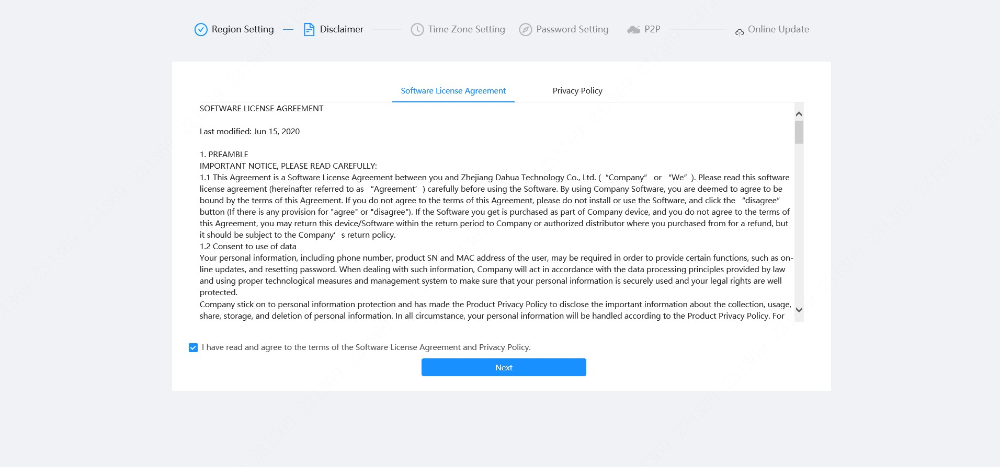 Region Setting
Disclaimer
Time Zone Setting
Password Setting
P2P
Online Update
Software License Agreement
Privacy Policy
SOFTWARE LICENSE AGREEMENT
Last modified: Jun 15, 2020
1. PREAMBLE
IMPORTANT NOTICE, PLEASE READ CAREFULLY:
1.1 This Agreement is a Software License Agreement between you and Zhejiang Dahua Technology Co., Ltd. (“Company“ or “We”). Please read this software
license agreement (hereinafter referred to as “Agreement’) carefully before using the Software. By using Company Software, you are deemed to agree to be
bound by the terms of this Agreement. If you do not agree to the terms of this Agreement, please do not install or use the Software, and click the “disagree”
button (If there is any provision for "agree" or "disagree"). If the Software you get is purchased as part of Company device, and you do not agree to the terms of
this Agreement, you may return this device/Software within the return period to Company or authorized distributor where you purchased from for a refund, but
it should be subject to the Company’s return policy.
1.2 Consent to use of data
Your personal information, including phone number, product SN and MAC address of the user, may be required in order to provide certain functions, such as on-
line updates, and resetting password. When dealing with such information, Company will act in accordance with the data processing principles provided by law
and using proper technological measures and management system to make sure that your personal information is securely used and your legal rights are well
protected.
Company stick on to personal information protection and has made the Product Privacy Policy to disclose the important information about the collection, usage,
share, storage, and deletion of personal information. In all circumstance, your personal information will be handled according to the Product Privacy Policy. For
I have read and agree to the terms of the Software License Agreement and Privacy Policy.
Next
231369